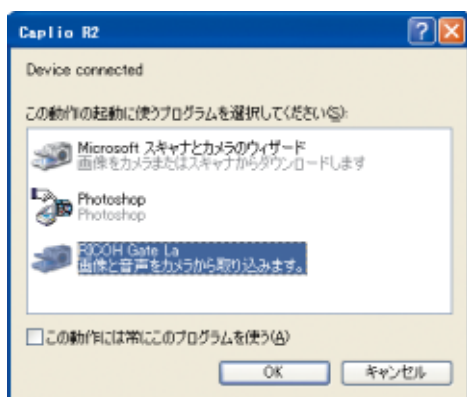 Caplio R2
Device connected
この動作の起動に使うプログラムを選択してください(S):
Microsoft スキャナとカメラのウィザード
画像をカメラまたはスキャナからダウンロードします
Photoshop
Photoshop
RICOH Gate La
画像と音声をカメラから取り込みます。
この動作には常にこのプログラムを使う(A)
OK
キャンセル